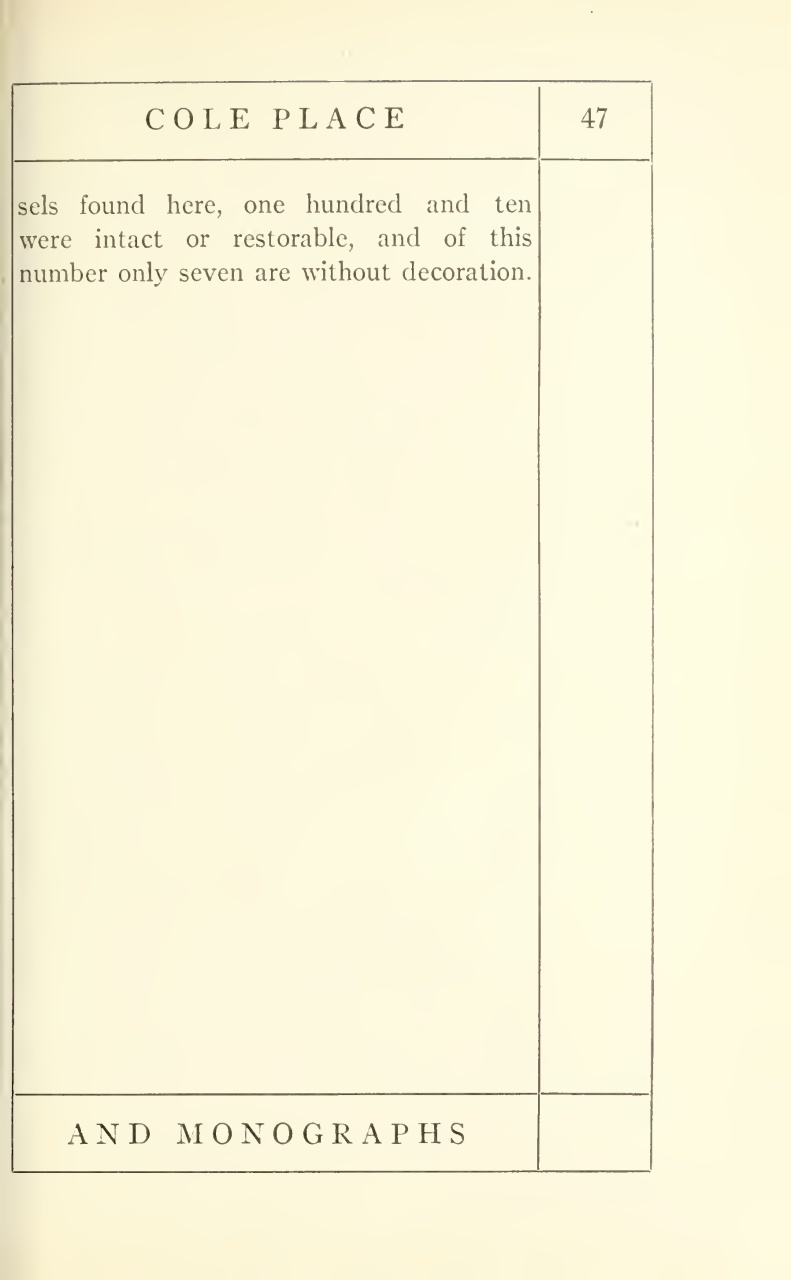 COLE PLACE 47
sels found here, one hundred and ten
were intact or restorable, and of this
number only seven are without decoration.
AND MONOGRAPHS